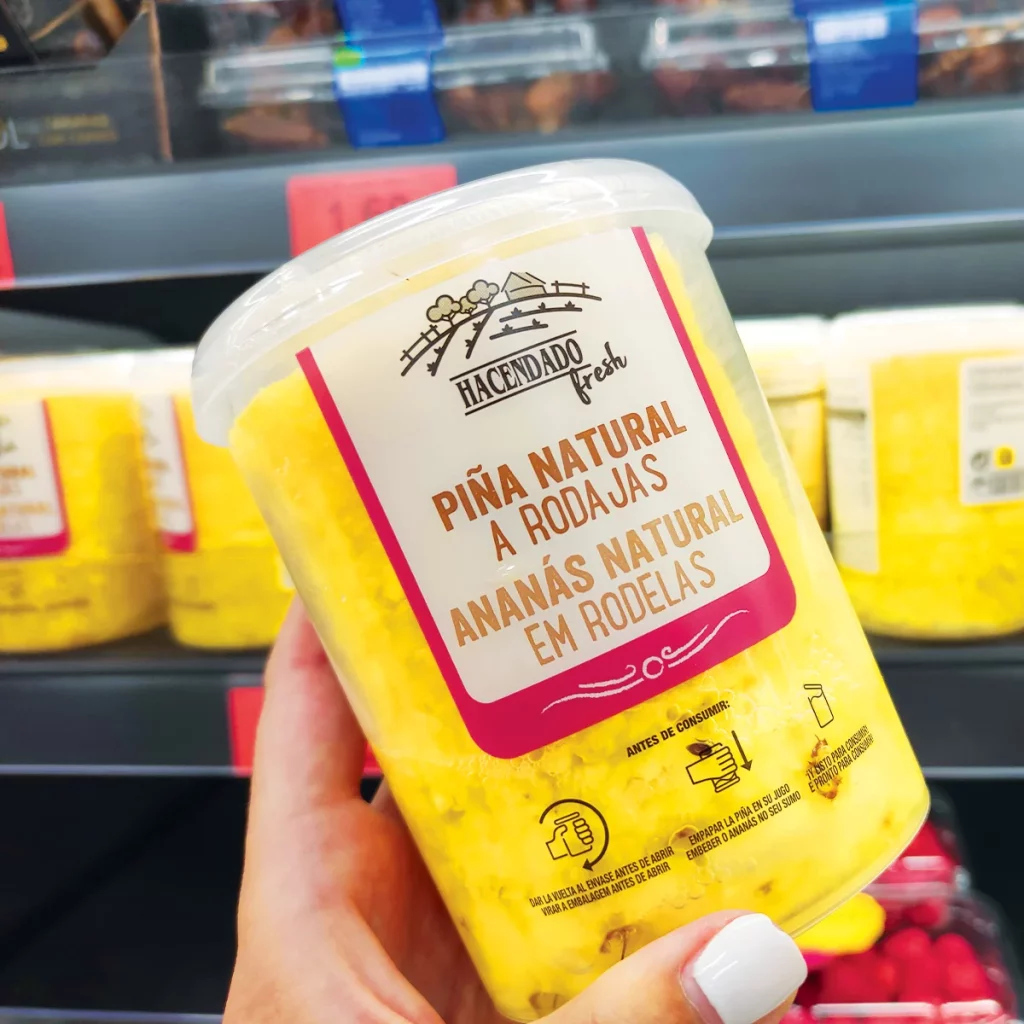 HACENDADO
fresh
PIÑA NATURAL
A RODAJAS
ANANÁS NATURAL
EM RODELAS
ANTES DE CONSUMIR:
DAR LA VUELTA AL ENVASE ANTES DE ABRIR
VIRAR A EMBALAGEM ANTES DE ABRIR
EMPAPAR LA PIÑA EN SU JUGO
EMBEBER O ANANÁS NO SEU SUMO
¡Y LISTO PARA CONSUMIR!
E PRONTO PARA CONSUMIR!